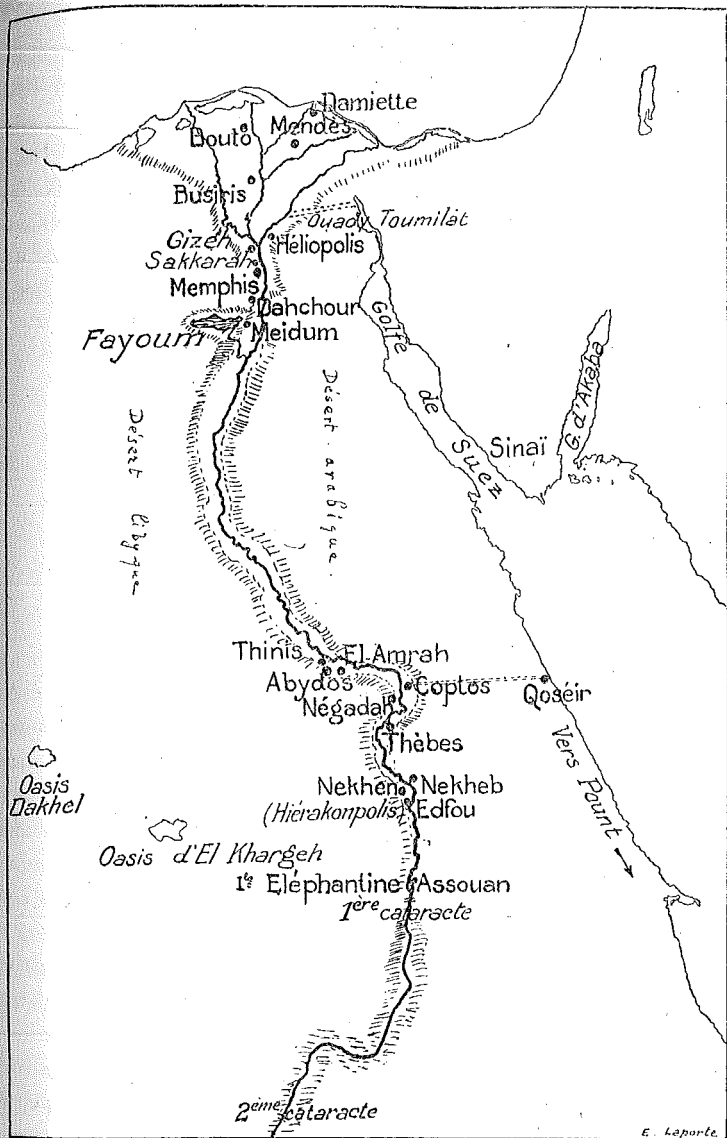 Damiette
Bouto
Mendès
Busiris
Ouady Toumilât
Gizeh
Héliopolis
Sakkarah
Memphis
Dahchour
Fayoum
Meidum
Golfe de Suez
Sinaï
G. d'Akaba
Désert libyque
Désert arabique
Thinis
El Amrah
Abydos
Coptos
Qoséir
Négadah
Thèbes
Vers Pount
Oasis
Dakhel
Nekhen
Nekheb
(Hiérakonpolis)
Edfou
Oasis d'El Khargeh
Eléphantine
Assouan
1ère cataracte
2ème cataracte
E. Laporte